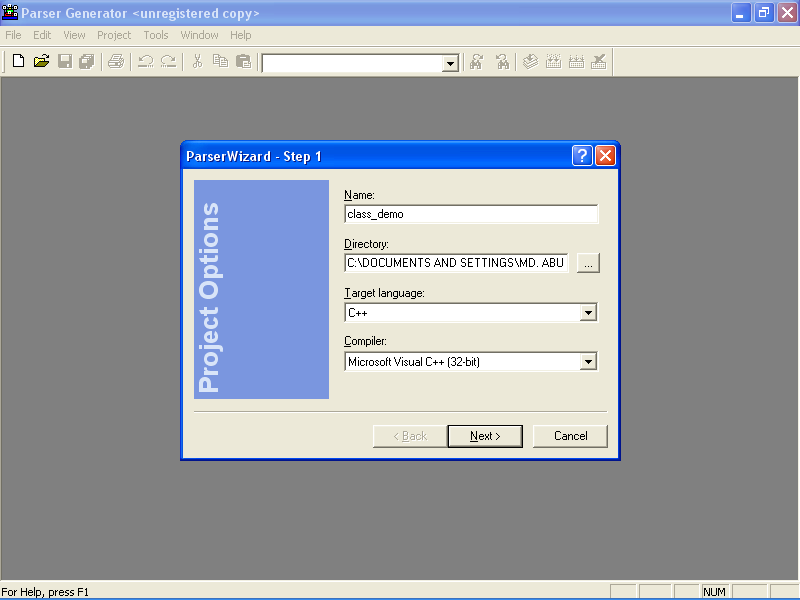 Parser Generator <unregistered copy>
File Edit View Project Tools Window Help
ParserWizard - Step 1
Project Options
Name:
class_demo
Directory:
C:\DOCUMENTS AND SETTINGS\MD. ABU
...
Target language:
C++
Compiler:
Microsoft Visual C++ (32-bit)
< Back Next > Cancel
For Help, press F1 NUM